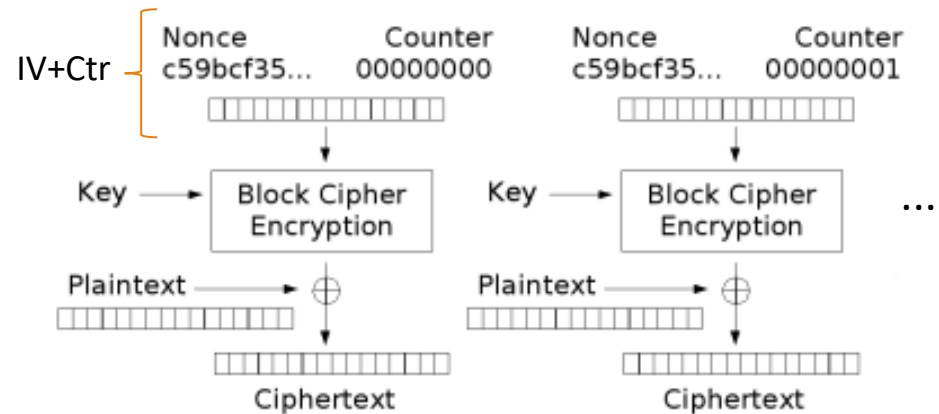 Nonce Counter Nonce Counter
IV+Ctr c59bcf35... 00000000 c59bcf35... 00000001
Key Block Cipher Encryption Key Block Cipher Encryption ...
Plaintext Plaintext
Ciphertext Ciphertext